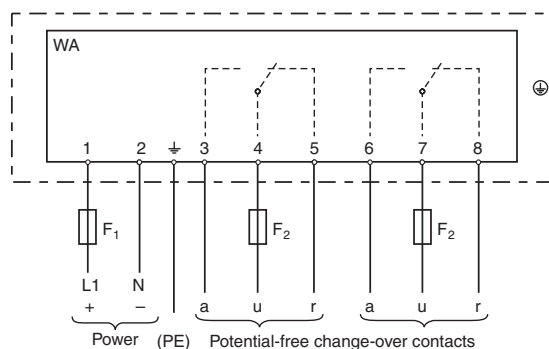 WA
1 2 3 4 5 6 7 8
F1 F2 F2
L1 N a u r a u r
+ −
Power (PE) Potential-free change-over contacts